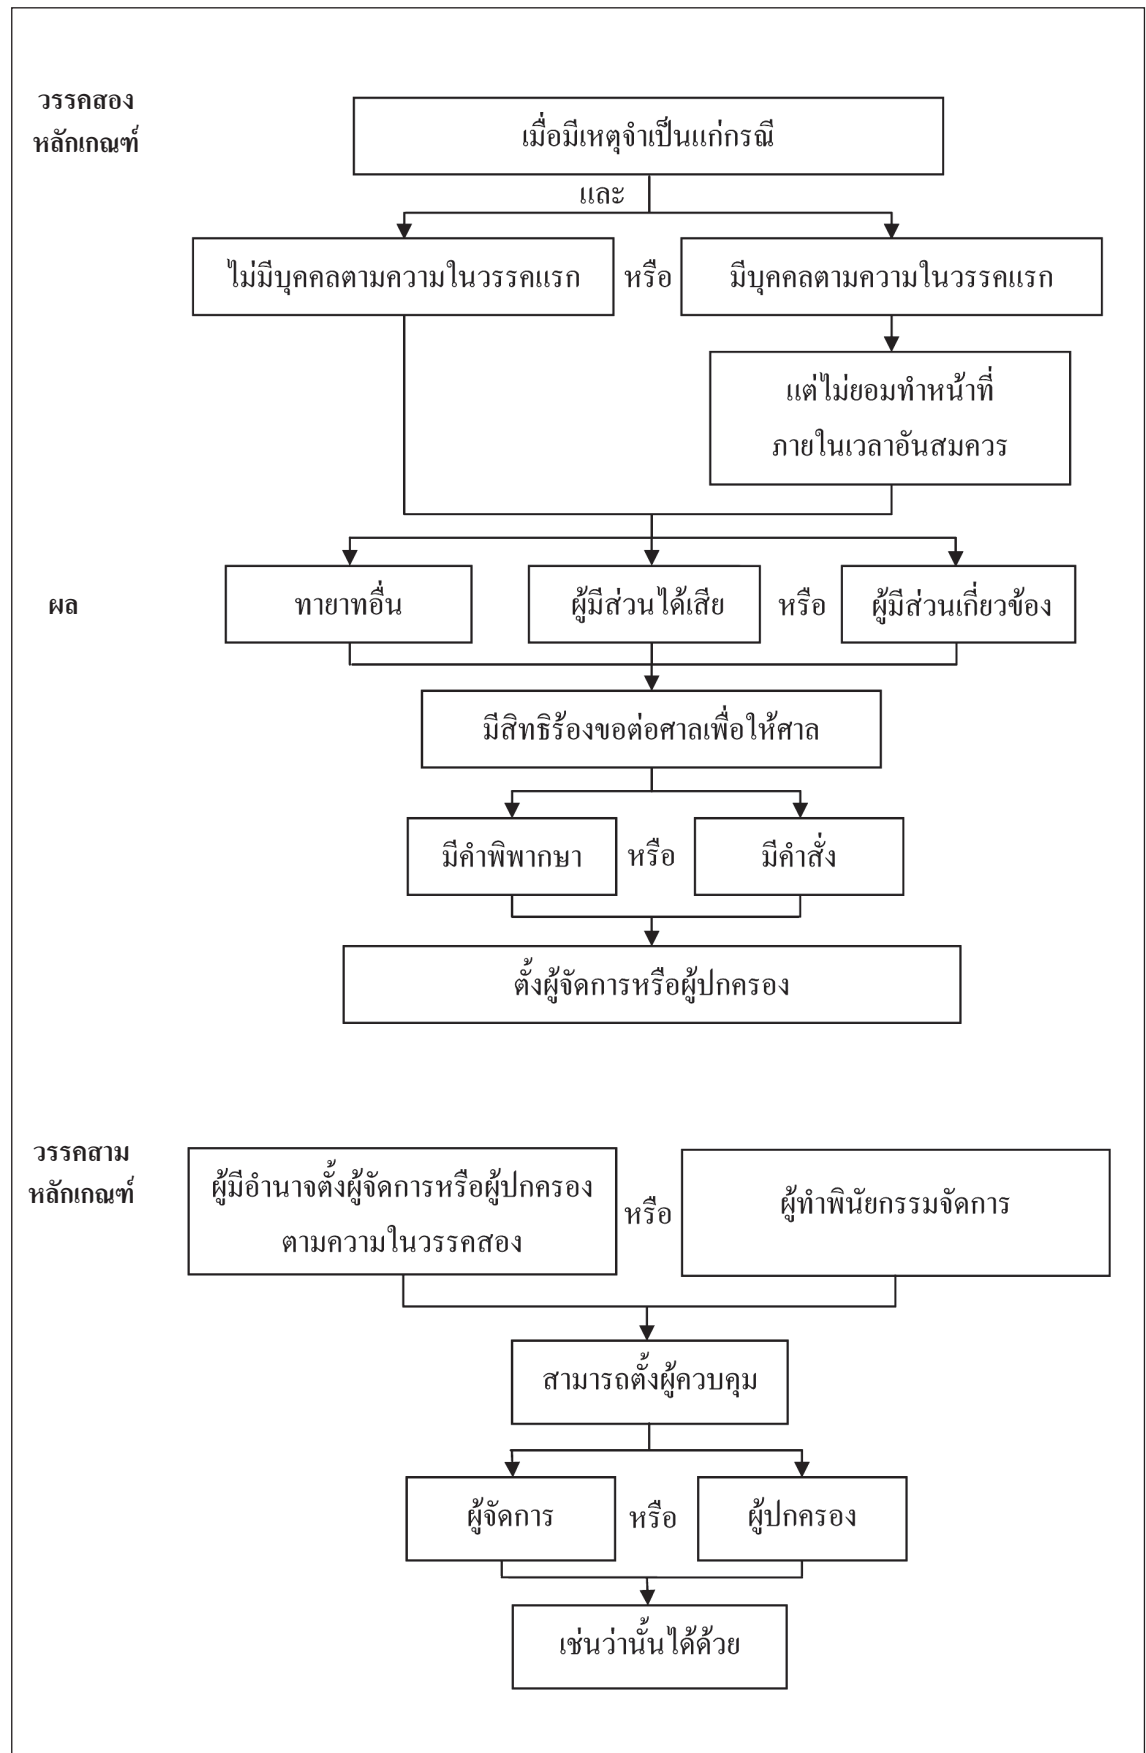 วรรคสอง
หลักเกณฑ์
เมื่อมีเหตุจำเป็นแก่กรณี
และ
ไม่มีบุคคลตามความในวรรคแรก
หรือ
มีบุคคลตามความในวรรคแรก
แต่ไม่ยอมทำหน้าที่
ภายในเวลาอันสมควร
ผล
ทายาทอื่น
ผู้มีส่วนได้เสีย
หรือ
ผู้มีส่วนเกี่ยวข้อง
มีสิทธิร้องขอต่อศาลเพื่อให้ศาล
มีคำพิพากษา
หรือ
มีคำสั่ง
ตั้งผู้จัดการหรือผู้ปกครอง
วรรคสาม
หลักเกณฑ์
ผู้มีอำนาจตั้งผู้จัดการหรือผู้ปกครอง
ตามความในวรรคสอง
หรือ
ผู้ทำพินัยกรรมจัดการ
สามารถตั้งผู้ควบคุม
ผู้จัดการ
หรือ
ผู้ปกครอง
เช่นว่านั้นได้ด้วย